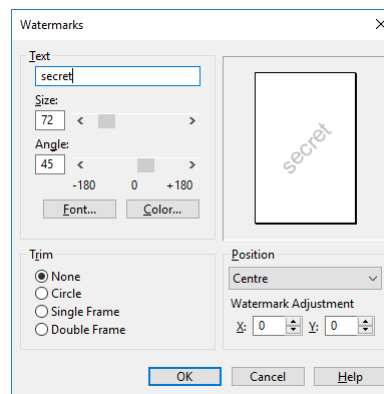 Watermarks
Text
secret
Size:
72
Angle:
45
-180 0 +180
Font... Color...
secret
Trim
None
Circle
Single Frame
Double Frame
Position
Centre
Watermark Adjustment
X: 0 Y: 0
OK Cancel Help